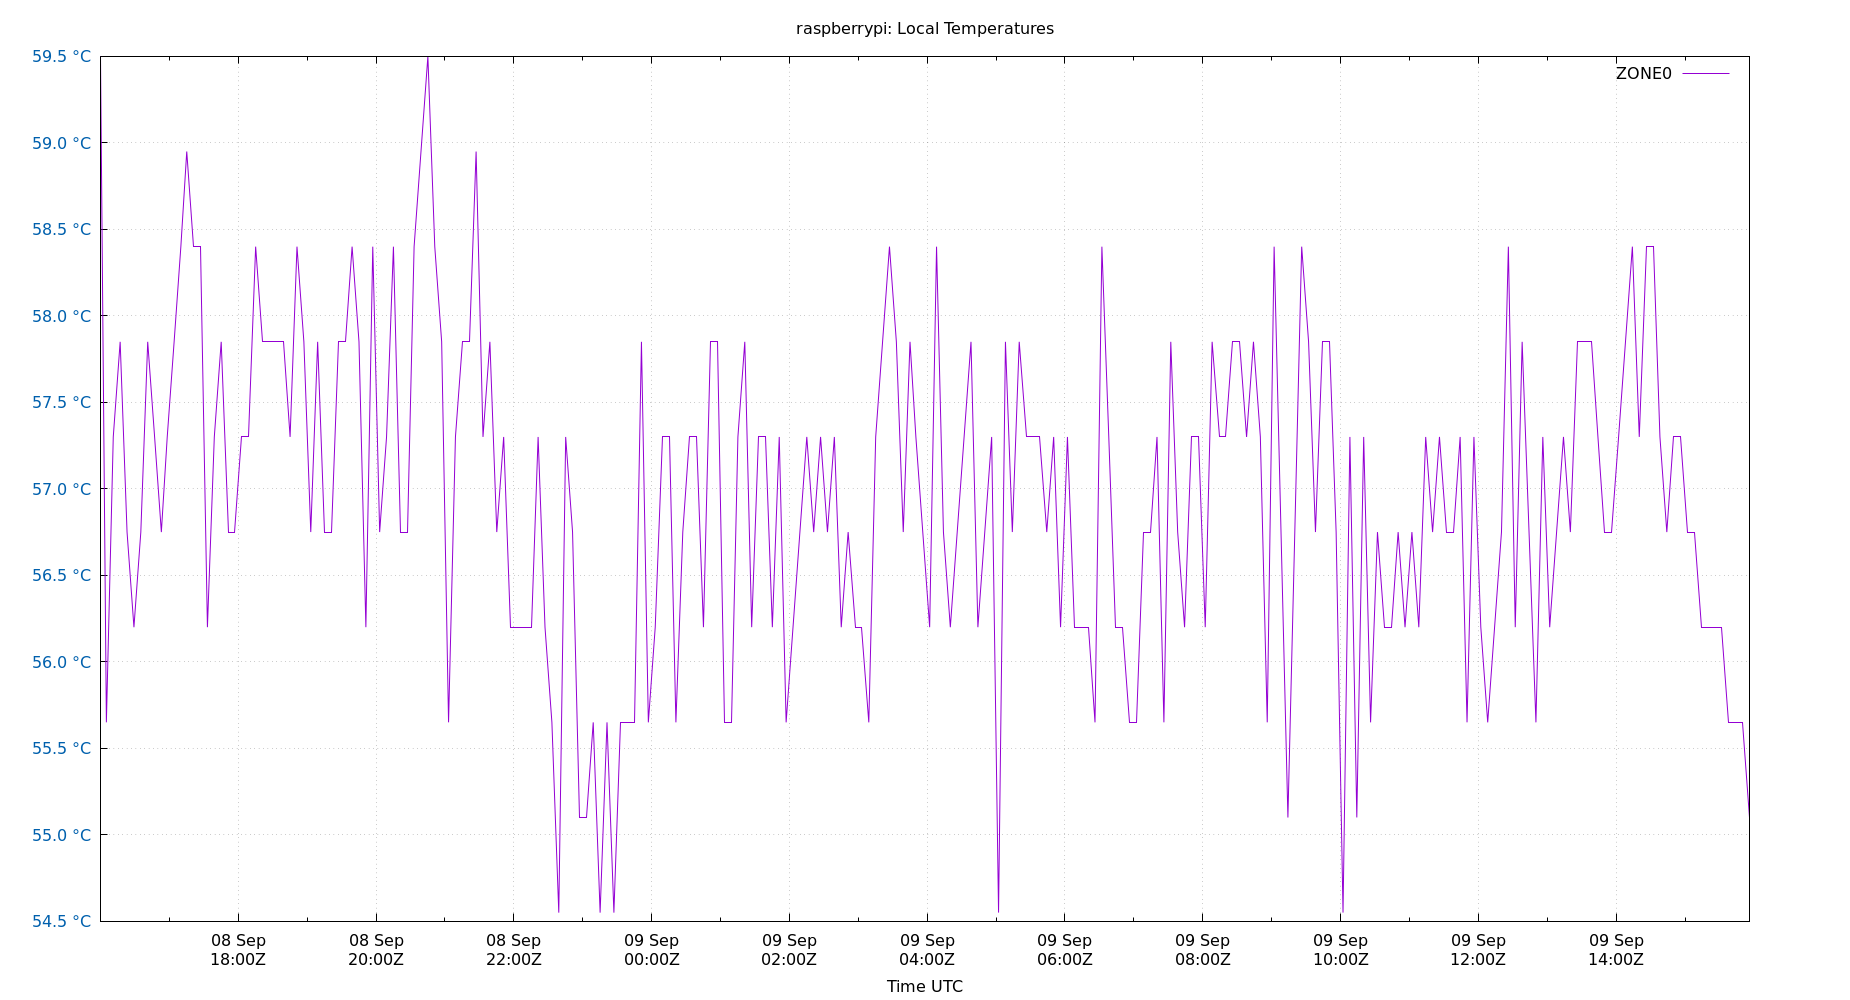 raspberrypi: Local Temperatures
ZONE0
59.5 °C
59.0 °C
58.5 °C
58.0 °C
57.5 °C
57.0 °C
56.5 °C
56.0 °C
55.5 °C
55.0 °C
54.5 °C
08 Sep 08 Sep 08 Sep 09 Sep 09 Sep 09 Sep 09 Sep 09 Sep 09 Sep 09 Sep 09 Sep
18:00Z 20:00Z 22:00Z 00:00Z 02:00Z 04:00Z 06:00Z 08:00Z 10:00Z 12:00Z 14:00Z
Time UTC